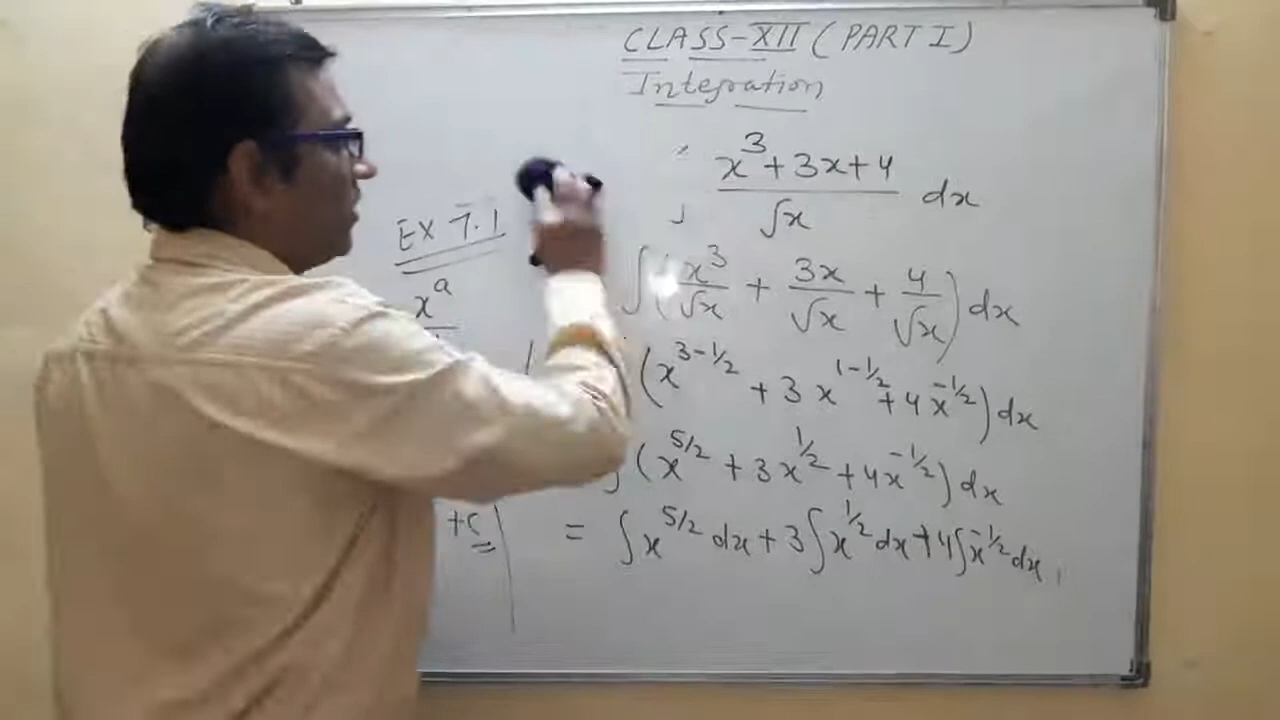 CLASS-XII (PART I)
Integration
x³+3x+4
√x
dx
EX 7.1
xᵃ
∫(x³/√x + 3x/√x + 4/√x) dx
(x^(3-1/2) + 3x^(1-1/2) + 4x^(-1/2)) dx
∫(x^(5/2) + 3x^(1/2) + 4x^(-1/2)) dx
+c
= ∫x^(5/2) dx + 3∫x^(1/2) dx + 4∫x^(-1/2) dx